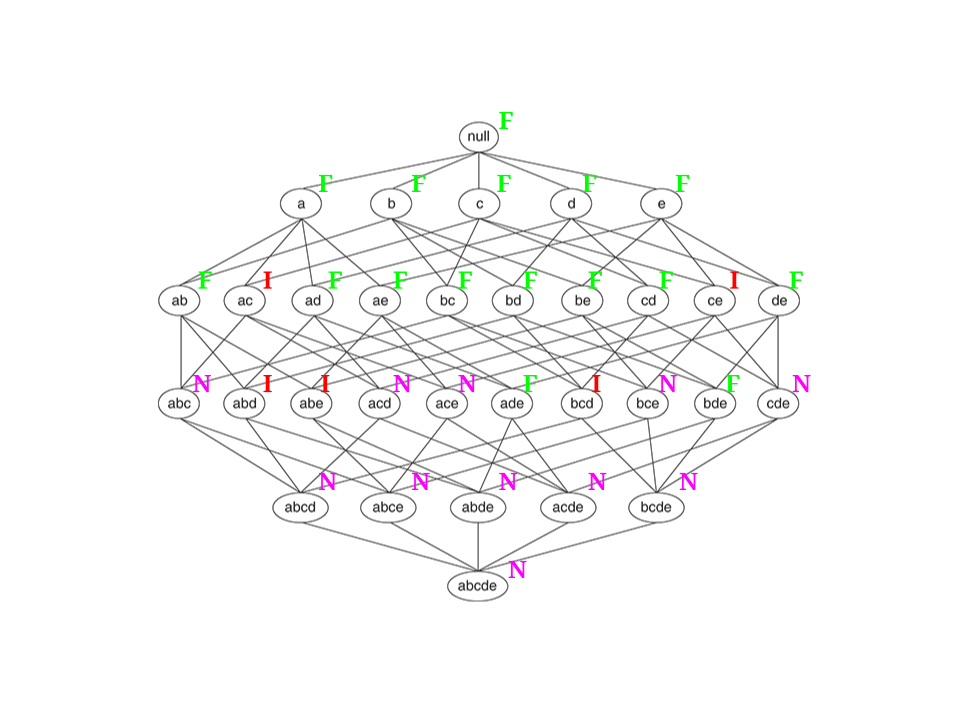 F
null
F F F F F
a b c d e
F I F F F F F F I F
ab ac ad ae bc bd be cd ce de
N I I N N F I N F N
abc abd abe acd ace ade bcd bce bde cde
N N N N N
abcd abce abde acde bcde
N
abcde